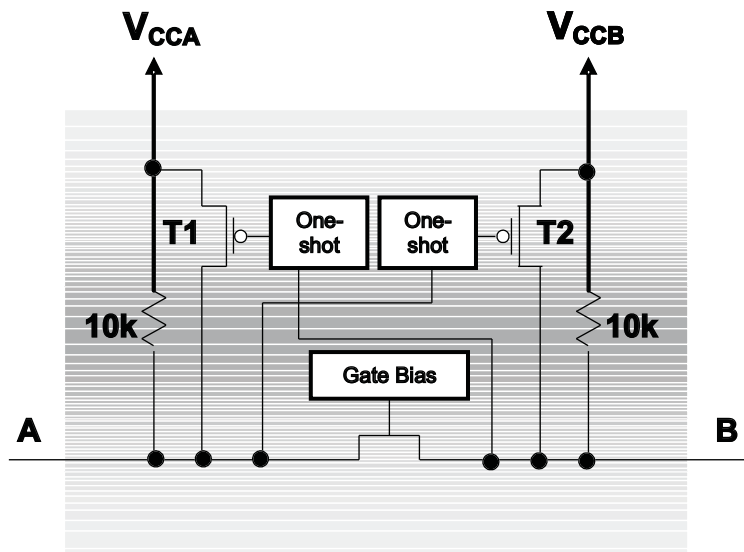 VCCA
VCCB
T1
One-
shot
One-
shot
T2
10k
10k
Gate Bias
A
B